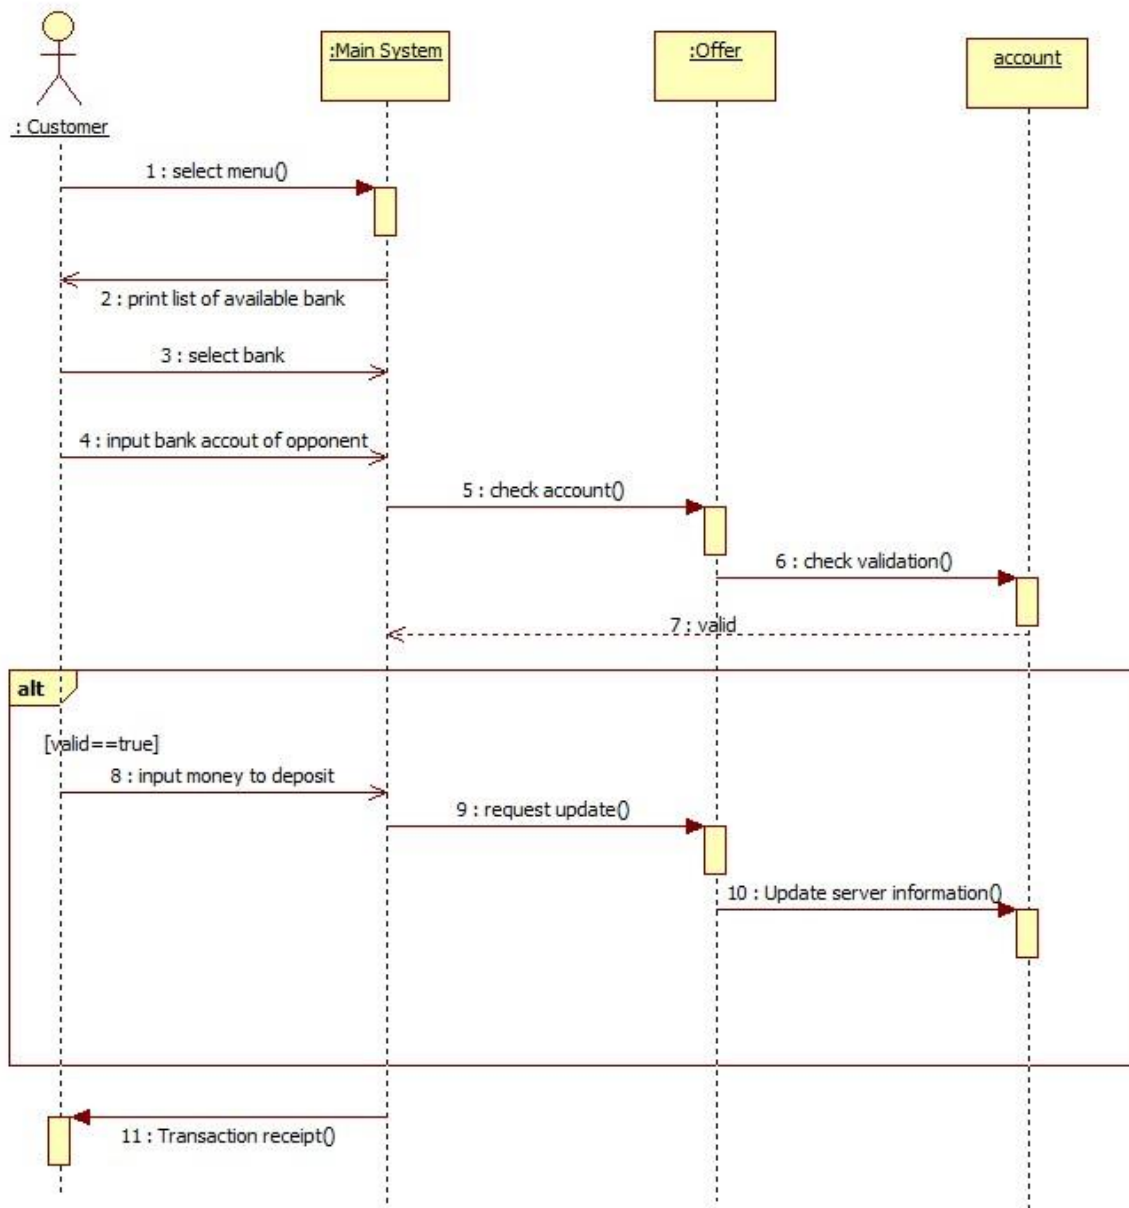 :Main System
:Offer
account
: Customer
1 : select menu()
2 : print list of available bank
3 : select bank
4 : input bank accout of opponent
5 : check account()
6 : check validation()
7 : valid
alt
[valid==true]
8 : input money to deposit
9 : request update()
10 : Update server information()
11 : Transaction receipt()